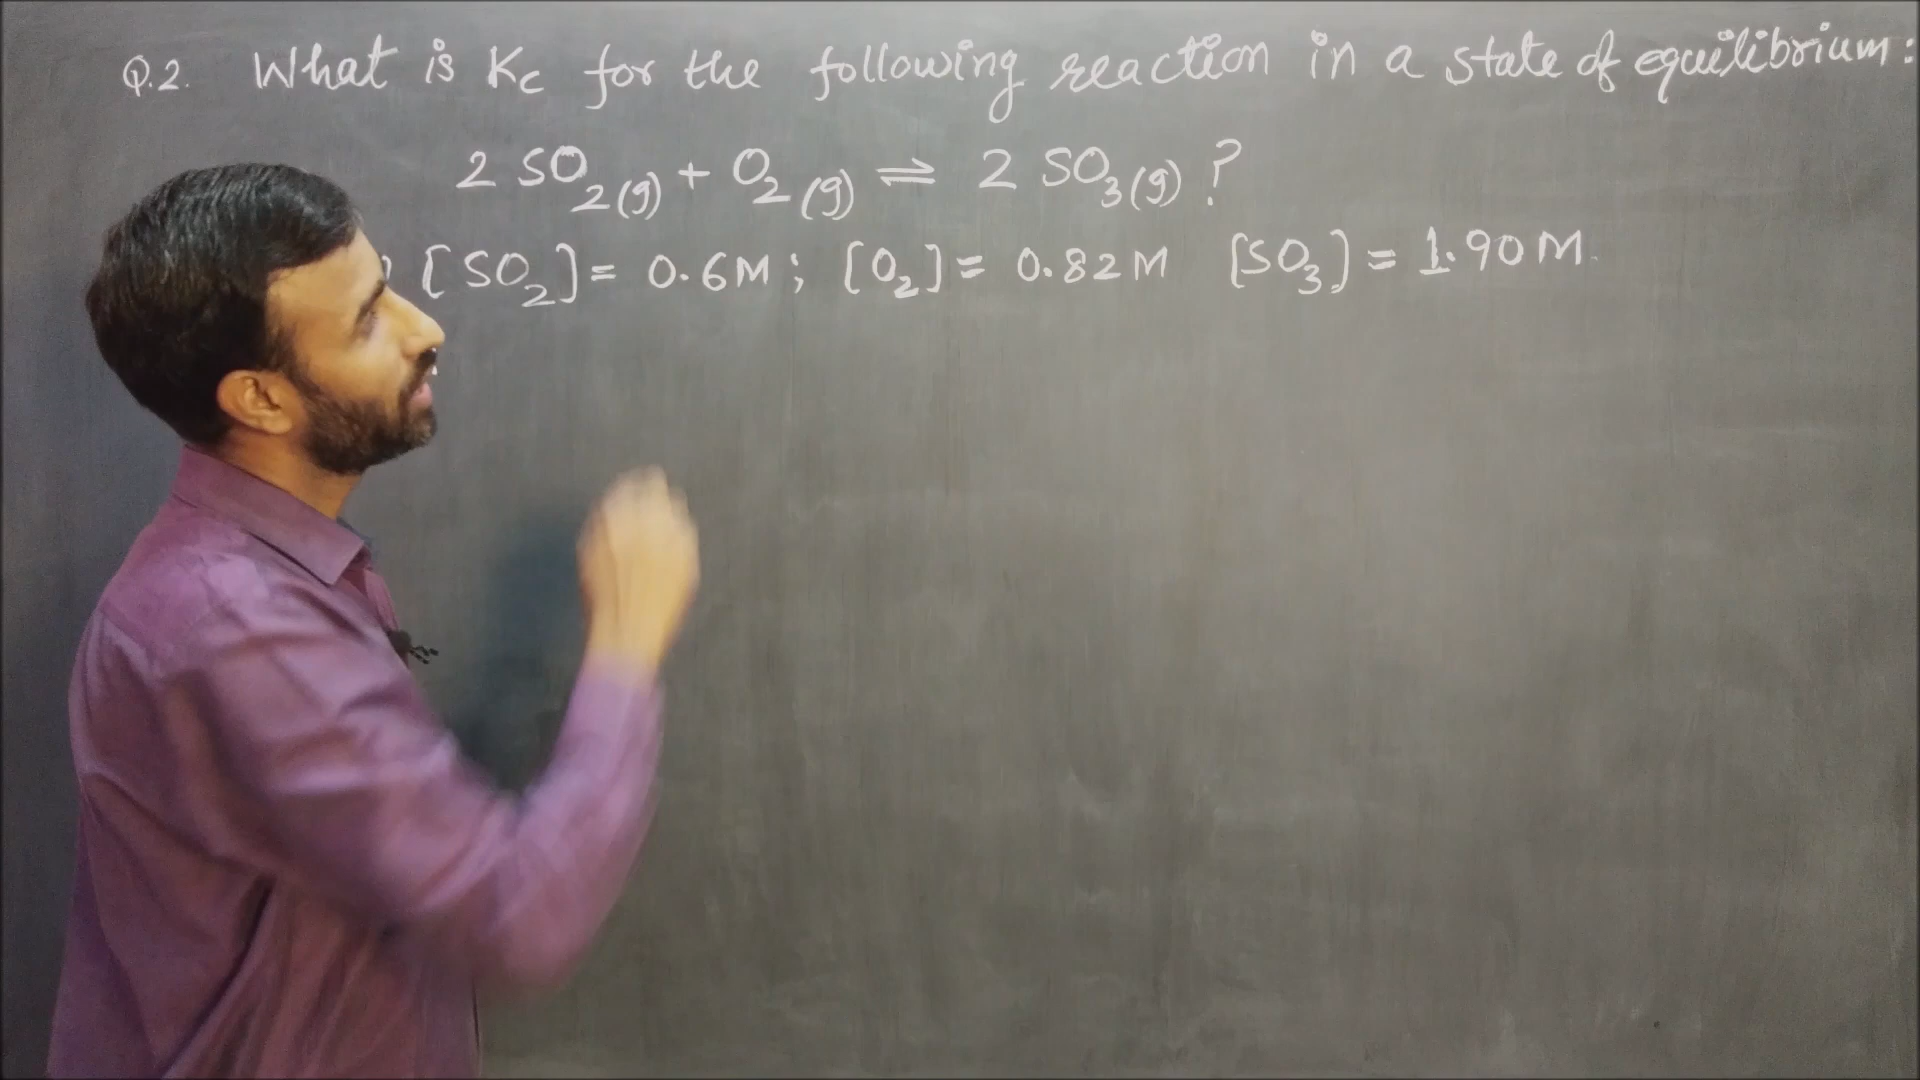 Q.2. What is Kc for the following reaction in a state of equilibrium:
2 SO2(g) + O2(g) ⇌ 2 SO3(g) ?
[SO2] = 0.6M; [O2] = 0.82M [SO3] = 1.90M.